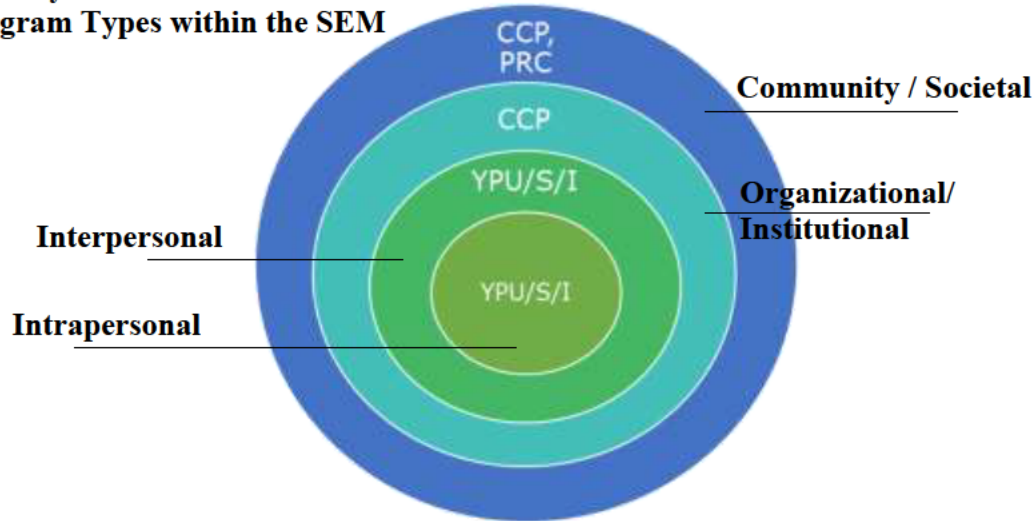 gram Types within the SEM
CCP,
PRC
Community / Societal
CCP
YPU/S/I
Organizational/
Institutional
Interpersonal
YPU/S/I
Intrapersonal